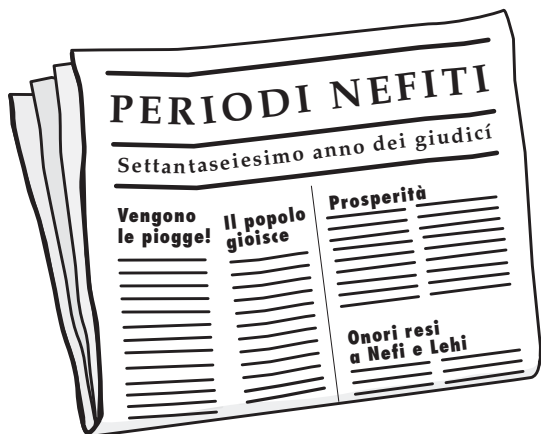 PERIODI NEFITI
Settantaseiesimo anno dei giudicí
Vengono
le piogge!
Il popolo
gioisce
Prosperità
Onori resi
a Nefi e Lehi